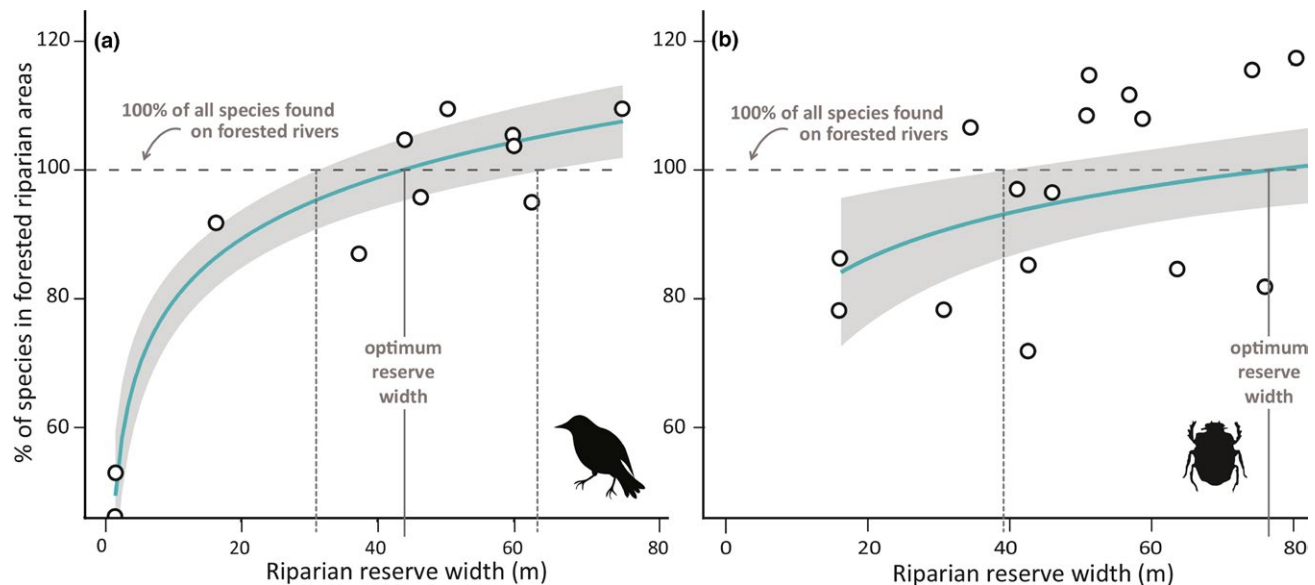 (a)
120
100
80
60
% of species in forested riparian areas
100% of all species found
on forested rivers
optimum
reserve
width
0 20 40 60 80
Riparian reserve width (m)
(b)
120
100
80
60
100% of all species found
on forested rivers
optimum
reserve
width
0 20 40 60 80
Riparian reserve width (m)